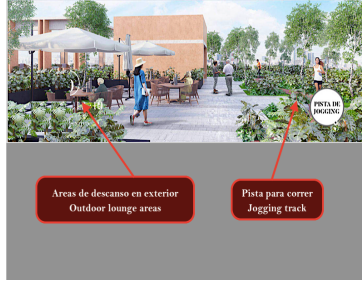 PISTA DE
JOGGING
Areas de descanso en exterior
Outdoor lounge areas
Pista para correr
Jogging track